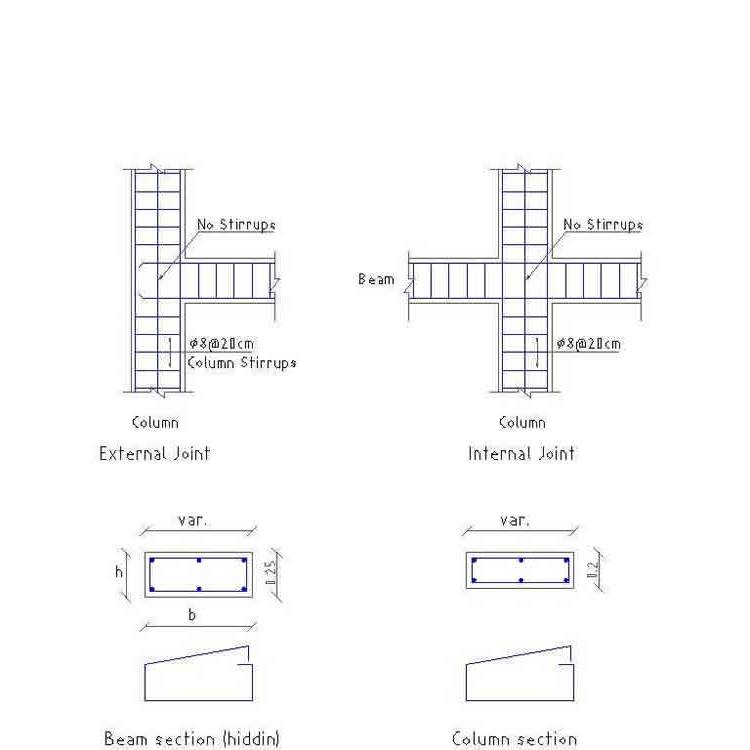 No Stirrups
No Stirrups
Beam
ϕ8@20cm
Column Stirrups
ϕ8@20cm
Column
Column
External Joint
Internal Joint
var.
var.
h
0.25
0.2
b
Beam section (hiddin)
Column section